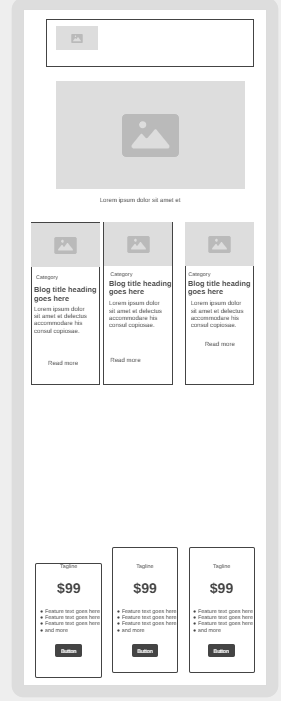 Lorem ipsum dolor sit amet et
Category
Blog title heading
goes here
Lorem ipsum dolor
sit amet et delectus
accommodare his
consul copiosae.
Read more
Category
Blog title heading
goes here
Lorem ipsum dolor
sit amet et delectus
accommodare his
consul copiosae.
Read more
Category
Blog title heading
goes here
Lorem ipsum dolor
sit amet et delectus
accommodare his
consul copiosae.
Read more
Tagline
$99
● Feature text goes here
● Feature text goes here
● Feature text goes here
● and more
Button
Tagline
$99
● Feature text goes here
● Feature text goes here
● Feature text goes here
● and more
Button
Tagline
$99
● Feature text goes here
● Feature text goes here
● Feature text goes here
● and more
Button